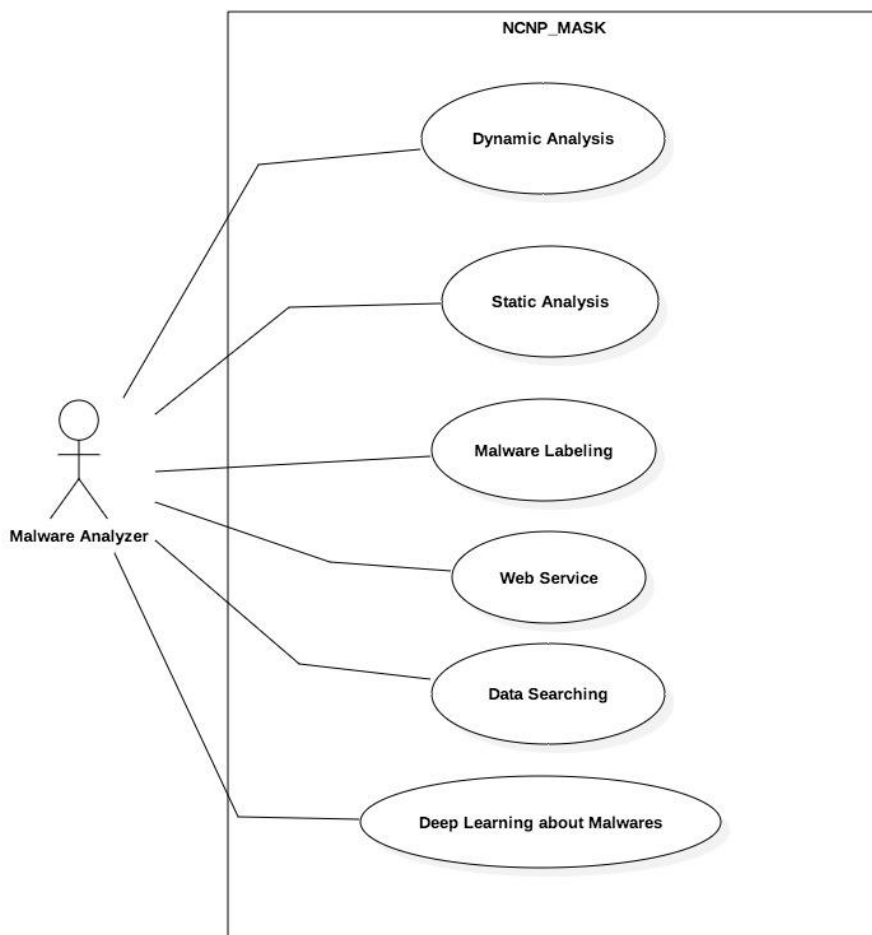 NCNP_MASK
Dynamic Analysis
Static Analysis
Malware Labeling
Malware Analyzer
Web Service
Data Searching
Deep Learning about Malwares